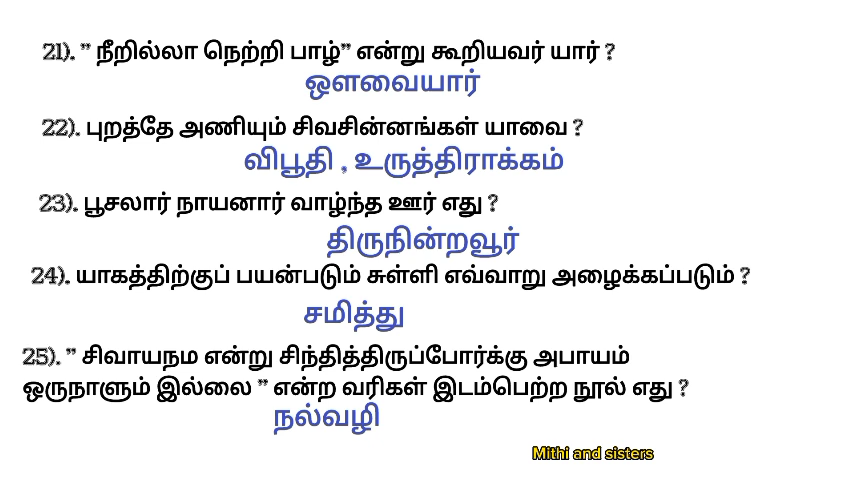 21). ” நீறில்லா நெற்றி பாழ்” என்று கூறியவர் யார் ?
ஔவையார்
22). புறத்தே அணியும் சிவசின்னங்கள் யாவை ?
விபூதி , உருத்திராக்கம்
23). பூசலார் நாயனார் வாழ்ந்த ஊர் எது ?
திருநின்றவூர்
24). யாகத்திற்குப் பயன்படும் சுள்ளி எவ்வாறு அழைக்கப்படும் ?
சமித்து
25). ” சிவாயநம என்று சிந்தித்திருப்போர்க்கு அபாயம்
ஒருநாளும் இல்லை ” என்ற வரிகள் இடம்பெற்ற நூல் எது ?
நல்வழி
Mithi and sisters